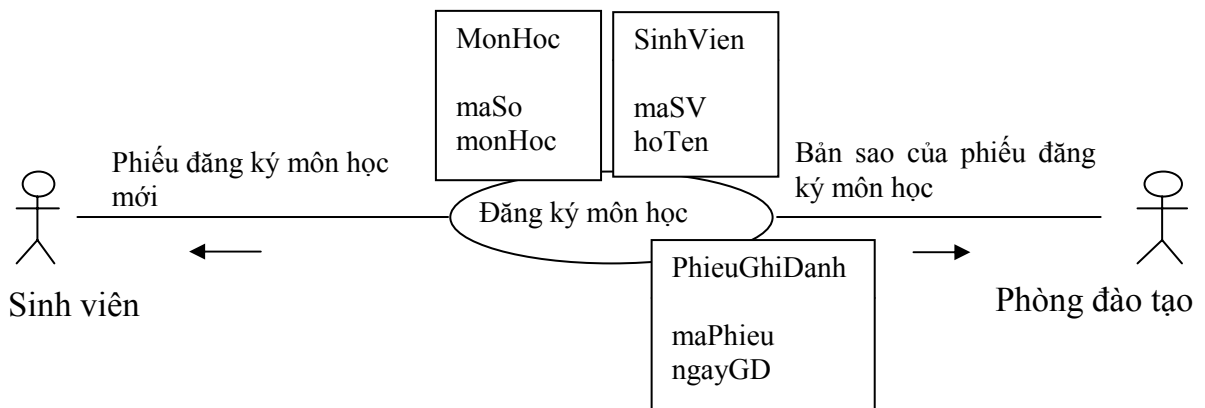 MonHoc
maSo
monHoc
SinhVien
maSV
hoTen
Phiếu đăng ký môn học
mới
Bản sao của phiếu đăng
ký môn học
Đăng ký môn học
PhieuGhiDanh
maPhieu
ngayGD
Sinh viên
Phòng đào tạo